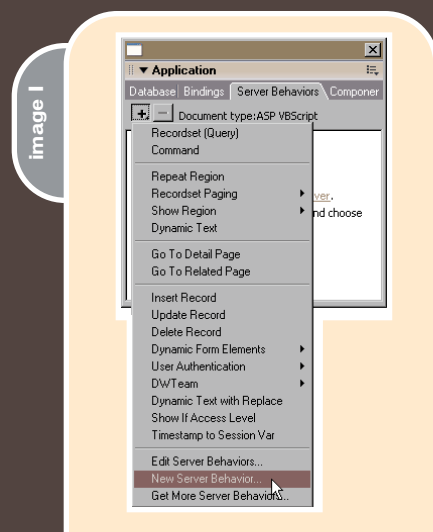 image I
Application
Database Bindings Server Behaviors Componer
Document type:ASP VBScript
Recordset (Query)
Command
Repeat Region
Recordset Paging
ver.
Show Region
nd choose
Dynamic Text
Go To Detail Page
Go To Related Page
Insert Record
Update Record
Delete Record
Dynamic Form Elements
User Authentication
DWTeam
Dynamic Text with Replace
Show If Access Level
Timestamp to Session Var
Edit Server Behaviors...
New Server Behavior...
Get More Server Behaviors...